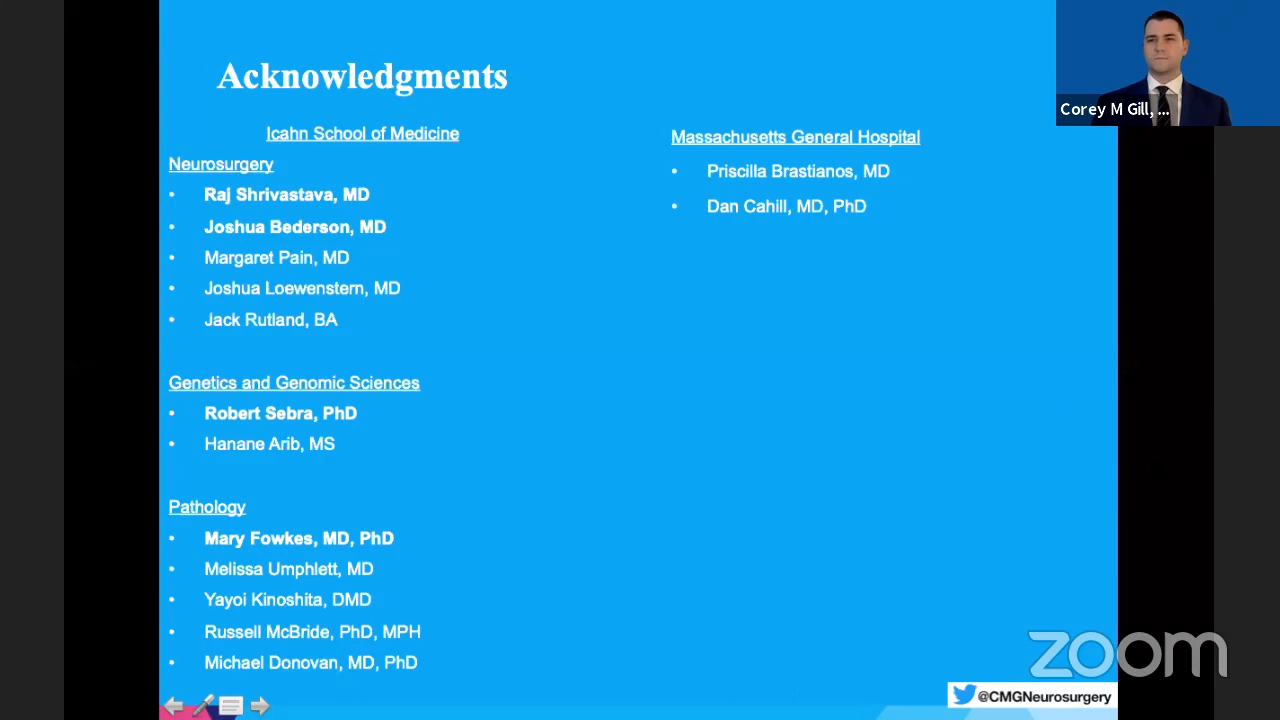 Acknowledgments
Icahn School of Medicine
Neurosurgery
• Raj Shrivastava, MD
• Joshua Bederson, MD
• Margaret Pain, MD
• Joshua Loewenstern, MD
• Jack Rutland, BA
Genetics and Genomic Sciences
• Robert Sebra, PhD
• Hanane Arib, MS
Pathology
• Mary Fowkes, MD, PhD
• Melissa Umphlett, MD
• Yayoi Kinoshita, DMD
• Russell McBride, PhD, MPH
• Michael Donovan, MD, PhD
Massachusetts General Hospital
• Priscilla Brastianos, MD
• Dan Cahill, MD, PhD
Corey M Gill, ...
zoom
@CMGNeurosurgery